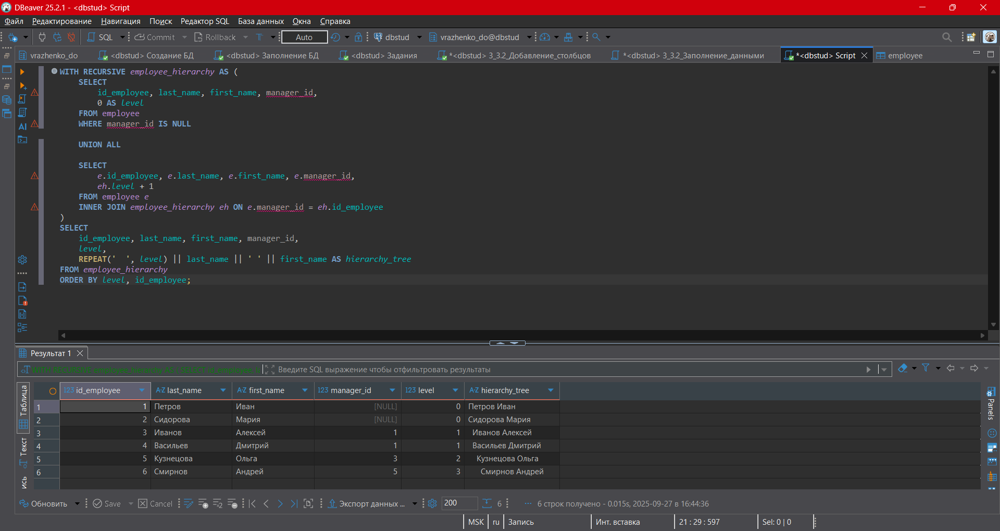 DBeaver 25.2.1 - <dbstud> Script
Файл Редактирование Навигация Поиск Редактор SQL База данных Окна Справка
SQL Commit Rollback T Auto dbstud vrazhenko_do@dbstud
vrazhenko_do <dbstud> Создание БД <dbstud> Заполнение БД <dbstud> Задания *<dbstud> 3_3.2_Добавление_столбцов *<dbstud> 3_3.2_Заполнение_данными *<dbstud> Script employee
WITH RECURSIVE employee_hierarchy AS (
SELECT
id_employee, last_name, first_name, manager_id,
0 AS level
FROM employee
WHERE manager_id IS NULL
AI
UNION ALL
SELECT
e.id_employee, e.last_name, e.first_name, e.manager_id,
eh.level + 1
FROM employee e
INNER JOIN employee_hierarchy eh ON e.manager_id = eh.id_employee
)
SELECT
id_employee, last_name, first_name, manager_id,
level,
REPEAT('  ', level) || last_name || ' ' || first_name AS hierarchy_tree
FROM employee_hierarchy
ORDER BY level, id_employee;
Результат 1
WITH RECURSIVE employee_hierarchy AS ( SELECT id_employee, l Введите SQL выражение чтобы отфильтровать результаты
Таблица
Текст
ись
123 id_employee A-Z last_name A-Z first_name 123 manager_id 123 level A-Z hierarchy_tree
1 1 Петров Иван [NULL] 0 Петров Иван
2 2 Сидорова Мария [NULL] 0 Сидорова Мария
3 3 Иванов Алексей 1 1 Иванов Алексей
4 4 Васильев Дмитрий 1 1 Васильев Дмитрий
5 5 Кузнецова Ольга 3 2 Кузнецова Ольга
6 6 Смирнов Андрей 5 3 Смирнов Андрей
Panels
Обновить Save Cancel Экспорт данных ... 200 6 ··· 6 строк получено - 0.015s, 2025-09-27 в 16:44:36
MSK ru Запись Инт. вставка 21 : 29 : 597 Sel: 0 | 0